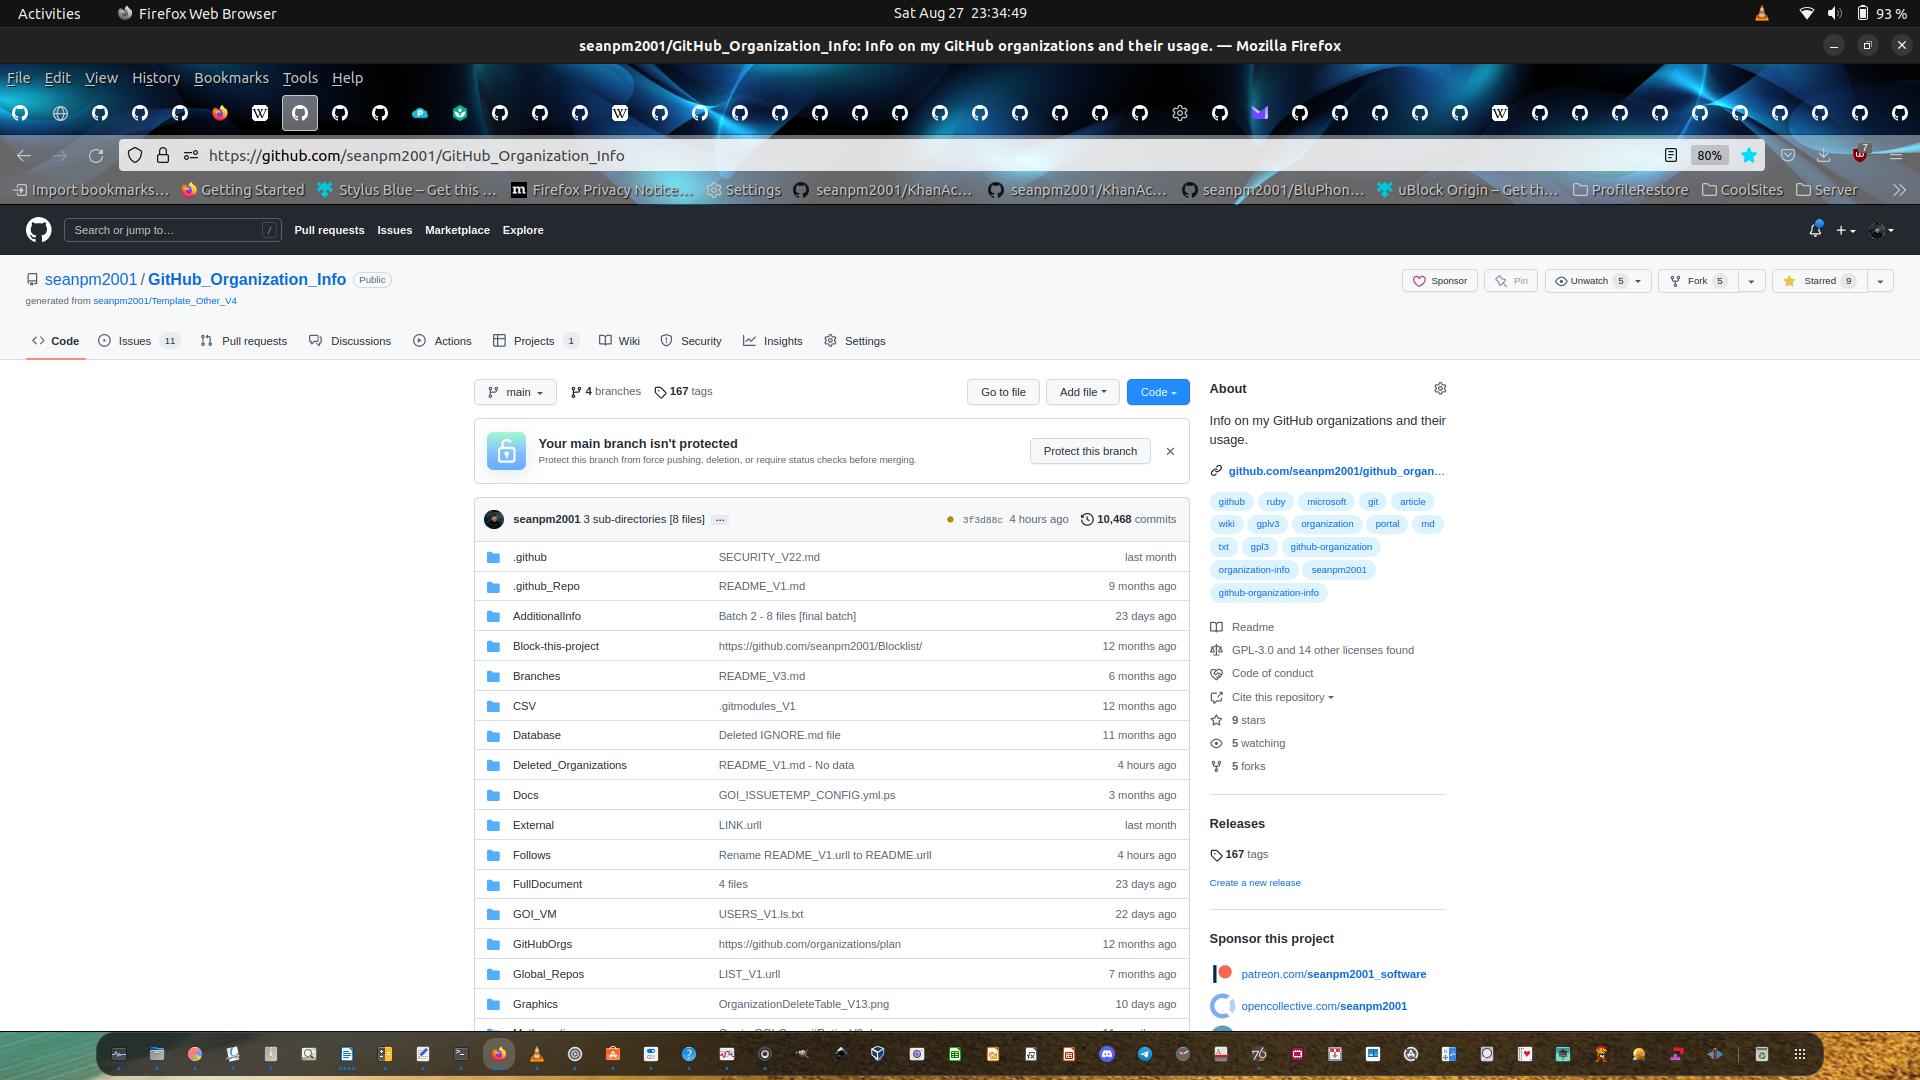 Activities Firefox Web Browser Sat Aug 27 23:34:49 93 %
seanpm2001/GitHub_Organization_Info: Info on my GitHub organizations and their usage. — Mozilla Firefox
File Edit View History Bookmarks Tools Help
https://github.com/seanpm2001/GitHub_Organization_Info 80% 7
Import bookmarks… Getting Started Stylus Blue – Get this … Firefox Privacy Notice… Settings seanpm2001/KhanAc… seanpm2001/KhanAc… seanpm2001/BluPhon… uBlock Origin – Get th… ProfileRestore CoolSites Server
Search or jump to… / Pull requests Issues Marketplace Explore
seanpm2001 / GitHub_Organization_Info Public Sponsor Pin Unwatch 5 Fork 5 Starred 9
generated from seanpm2001/Template_Other_V4
Code Issues 11 Pull requests Discussions Actions Projects 1 Wiki Security Insights Settings
main 4 branches 167 tags Go to file Add file Code
Your main branch isn't protected
Protect this branch from force pushing, deletion, or require status checks before merging.
Protect this branch
seanpm2001 3 sub-directories [8 files] … 3f3d88c 4 hours ago 10,468 commits
.github SECURITY_V22.md last month
.github_Repo README_V1.md 9 months ago
AdditionalInfo Batch 2 - 8 files [final batch] 23 days ago
Block-this-project https://github.com/seanpm2001/Blocklist/ 12 months ago
Branches README_V3.md 6 months ago
CSV .gitmodules_V1 12 months ago
Database Deleted IGNORE.md file 11 months ago
Deleted_Organizations README_V1.md - No data 4 hours ago
Docs GOI_ISSUETEMP_CONFIG.yml.ps 3 months ago
External LINK.urll last month
Follows Rename README_V1.urll to README.urll 4 hours ago
FullDocument 4 files 23 days ago
GOI_VM USERS_V1.ls.txt 22 days ago
GitHubOrgs https://github.com/organizations/plan 12 months ago
Global_Repos LIST_V1.urll 7 months ago
Graphics OrganizationDeleteTable_V13.png 10 days ago
About
Info on my GitHub organizations and their
usage.
github.com/seanpm2001/github_organ…
github ruby microsoft git article
wiki gplv3 organization portal md
txt gpl3 github-organization
organization-info seanpm2001
github-organization-info
Readme
GPL-3.0 and 14 other licenses found
Code of conduct
Cite this repository
9 stars
5 watching
5 forks
Releases
167 tags
Create a new release
Sponsor this project
patreon.com/seanpm2001_software
opencollective.com/seanpm2001